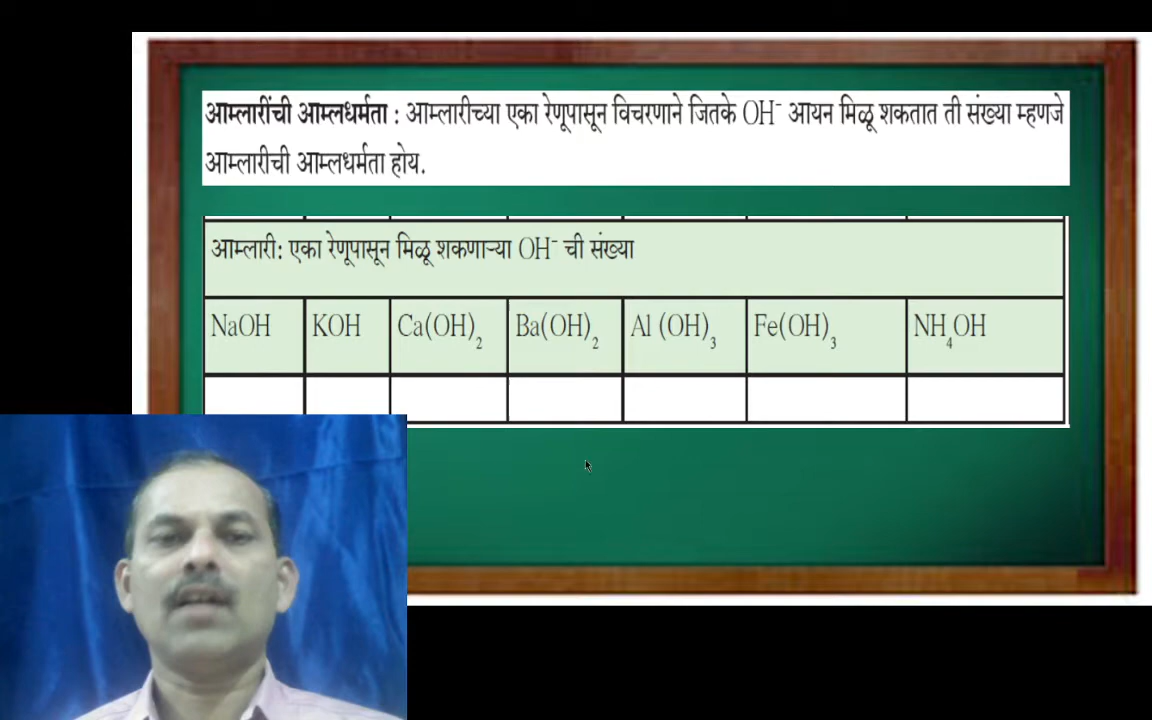 आम्लारींची आम्लधर्मता : आम्लारीच्या एका रेणूपासून विचरणाने जितके OH⁻ आयन मिळू शकतात ती संख्या म्हणजे
आम्लारीची आम्लधर्मता होय.
आम्लारी: एका रेणूपासून मिळू शकणाऱ्या OH⁻ ची संख्या
NaOH KOH Ca(OH)₂ Ba(OH)₂ Al (OH)₃ Fe(OH)₃ NH₄OH